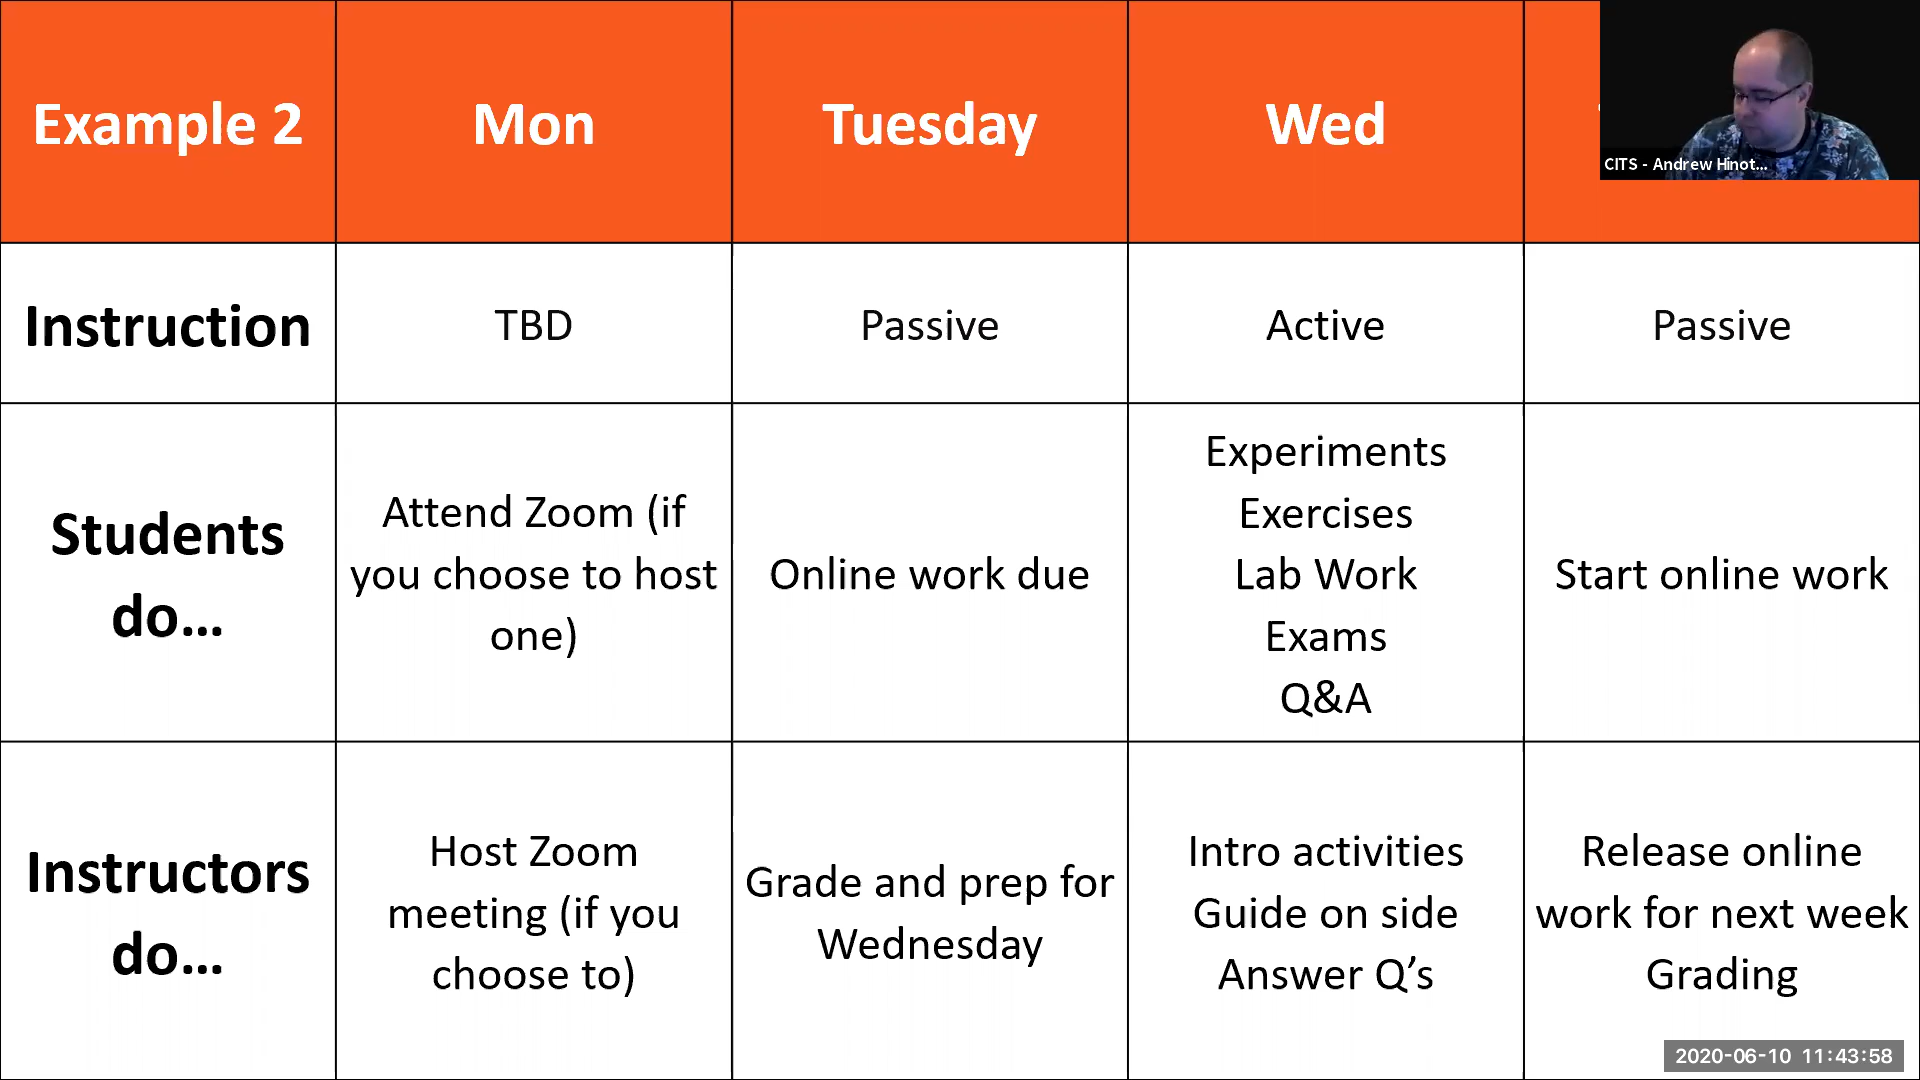 Example 2
Mon
Tuesday
Wed
CITS - Andrew Hinot...
Instruction
TBD
Passive
Active
Passive
Students
do...
Attend Zoom (if
you choose to host
one)
Online work due
Experiments
Exercises
Lab Work
Exams
Q&A
Start online work
Instructors
do...
Host Zoom
meeting (if you
choose to)
Grade and prep for
Wednesday
Intro activities
Guide on side
Answer Q’s
Release online
work for next week
Grading
2020-06-10 11:43:58